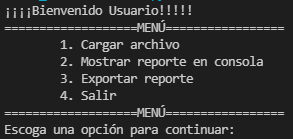 ¡¡¡¡Bienvenido Usuario!!!!!
===================MENÚ=================
1. Cargar archivo
2. Mostrar reporte en consola
3. Exportar reporte
4. Salir
===================MENÚ=================
Escoga una opción para continuar: